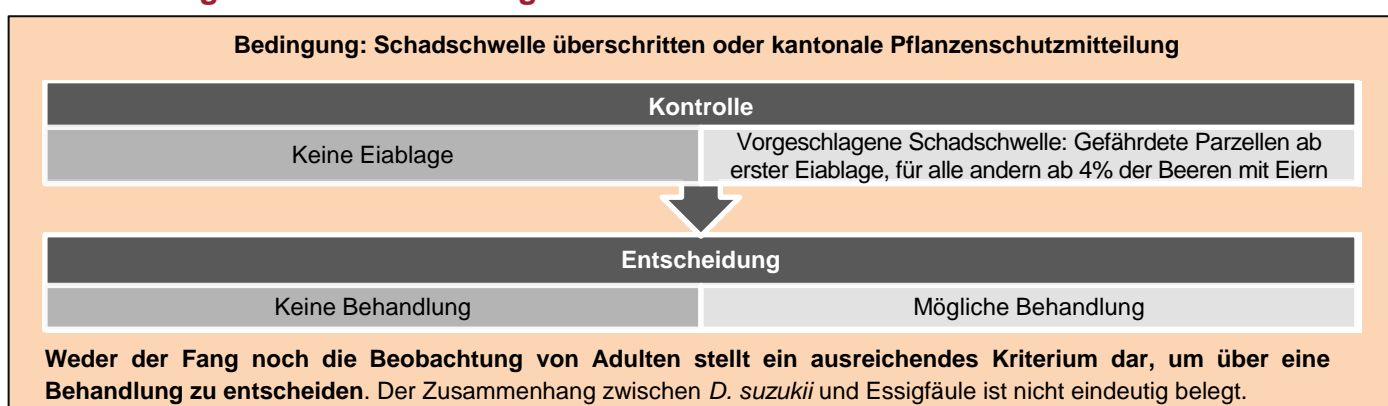 Bedingung: Schadschwelle überschritten oder kantonale Pflanzenschutzmitteilung
Kontrolle
Keine Eiablage
Vorgeschlagene Schadschwelle: Gefährdete Parzellen ab
erster Eiablage, für alle andern ab 4% der Beeren mit Eiern
Entscheidung
Keine Behandlung
Mögliche Behandlung
Weder der Fang noch die Beobachtung von Adulten stellt ein ausreichendes Kriterium dar, um über eine
Behandlung zu entscheiden. Der Zusammenhang zwischen D. suzukii und Essigfäule ist nicht eindeutig belegt.